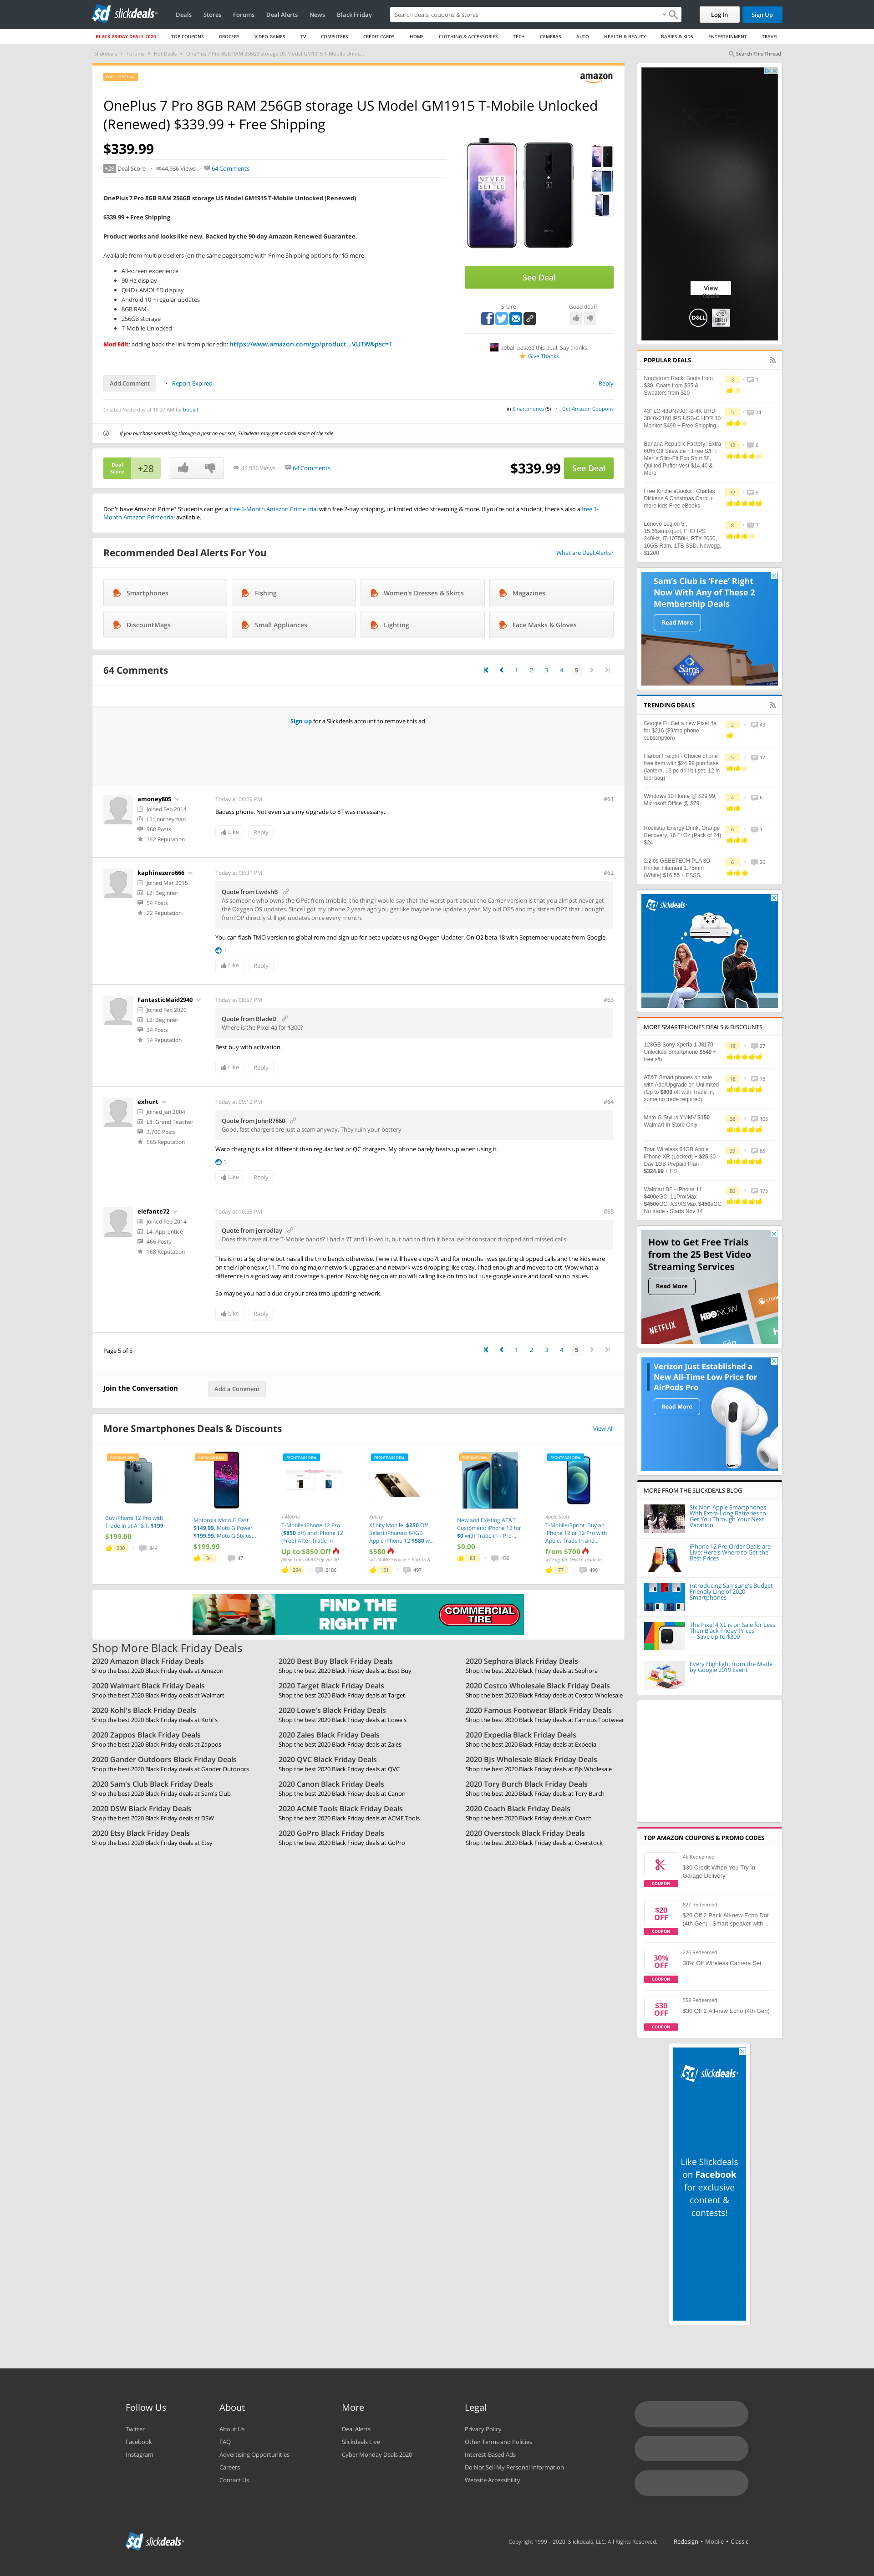 slickdeals
Deals Stores Forums Deal Alerts News Black Friday
Search deals, coupons & stores
Log In
Sign Up
BLACK FRIDAY DEALS 2020 TOP COUPONS GROCERY VIDEO GAMES TV COMPUTERS CREDIT CARDS HOME CLOTHING & ACCESSORIES TECH CAMERAS AUTO HEALTH & BEAUTY BABIES & KIDS ENTERTAINMENT TRAVEL
Slickdeals > Forums > Hot Deals > OnePlus 7 Pro 8GB RAM 256GB storage US Model GM1915 T-Mobile Unloc...
Search This Thread
POPULAR DEAL
amazon
OnePlus 7 Pro 8GB RAM 256GB storage US Model GM1915 T-Mobile Unlocked
(Renewed) $339.99 + Free Shipping
$339.99
+28 Deal Score 44,936 Views 64 Comments
OnePlus 7 Pro 8GB RAM 256GB storage US Model GM1915 T-Mobile Unlocked (Renewed)
$339.99 + Free Shipping
Product works and looks like new. Backed by the 90-day Amazon Renewed Guarantee.
Available from multiple sellers (on the same page) some with Prime Shipping options for $5 more.
All-screen experience
90 Hz display
QHD+ AMOLED display
Android 10 + regular updates
8GB RAM
256GB storage
T-Mobile Unlocked
Mod Edit: adding back the link from prior edit: https://www.amazon.com/gp/product...VUTW&psc=1
NEVER
SETTLE
See Deal
Share
Good deal?
boball posted this deal. Say thanks!
Give Thanks
Add Comment
Report Expired
Reply
Created Yesterday at 10:37 AM by boball
in Smartphones (5) Get Amazon Coupons
If you purchase something through a post on our site, Slickdeals may get a small share of the sale.
Deal
Score
+28
44,936 Views 64 Comments
$339.99
See Deal
Don't have Amazon Prime? Students can get a free 6-Month Amazon Prime trial with free 2-day shipping, unlimited video streaming & more. If you're not a student, there's also a free 1-
Month Amazon Prime trial available.
Recommended Deal Alerts For You
What are Deal Alerts?
Smartphones
Fishing
Women's Dresses & Skirts
Magazines
DiscountMags
Small Appliances
Lighting
Face Masks & Gloves
64 Comments
1 2 3 4 5
Sign up for a Slickdeals account to remove this ad.
amoney805
Joined Feb 2014
L5: Journeyman
968 Posts
142 Reputation
Today at 08:29 PM
#61
Badass phone. Not even sure my upgrade to 8T was necessary.
Like
Reply
kaphinezero666
Joined Mar 2015
L2: Beginner
54 Posts
22 Reputation
Today at 08:31 PM
#62
Quote from LwdshB
As someone who owns the OP6t from tmobile, the thing i would say that the worst part about the Carrier version is that you almost never get
the Oxygen OS updates. Since i got my phone 2 years ago you get like maybe one update a year. My old OP5 and my sisters OP7 that I bought
from OP directly still get updates once every month.
You can flash TMO version to global rom and sign up for beta update using Oxygen Updater. On O2 beta 18 with September update from Google.
1
Like
Reply
FantasticMaid2940
Joined Feb 2020
L2: Beginner
34 Posts
14 Reputation
Today at 08:57 PM
#63
Quote from BladeD
Where is the Pixel 4a for $300?
Best buy with activation.
Like
Reply
exhurt
Joined Jan 2004
L8: Grand Teacher
3,700 Posts
565 Reputation
Today at 09:12 PM
#64
Quote from JohnR7860
Good, fast chargers are just a scam anyway. They ruin your bettery
Warp charging is a lot different than regular fast or QC chargers. My phone barely heats up when using it.
1
Like
Reply
elefante72
Joined Feb 2014
L4: Apprentice
466 Posts
168 Reputation
Today at 10:53 PM
#65
Quote from jerrodlay
Does this have all the T-Mobile bands? I had a 7T and I loved it, but had to ditch it because of constant dropped and missed calls
This is not a 5g phone but has all the tmo bands otherwise. Fwiw i still have a opo7t and for months i was getting dropped calls and the kids were
on their iphones xr,11. Tmo doing major network upgrades and network was dropping like crazy. I had enough and moved to att. Wow what a
difference in a good way and coverage superior. Now big neg on att no wifi calling like on tmo but i use google voice and ipcall so no issues.
So maybe you had a dud or your area tmo updating network.
Like
Reply
Page 5 of 5
1 2 3 4 5
Join the Conversation
Add a Comment
More Smartphones Deals & Discounts
View All
POPULAR DEAL
Buy iPhone 12 Pro with
Trade in at AT&T, $199
$199.00
230 844
POPULAR DEAL
Motorola Moto G Fast
$149.99, Moto G Power
$199.99, Moto G Stylus...
$199.99
34 47
FRONTPAGE DEAL
T-Mobile
T-Mobile iPhone 12 Pro
($850 off) and iPhone 12
(Free) After Trade In
Up to $850 Off
294 2186
FRONTPAGE DEAL
Xfinity
Xfinity Mobile: $250 Off
Select iPhones: 64GB
Apple iPhone 12 $580 w...
$580
w/ 24-Mo Service + Port-In &
151 497
POPULAR DEAL
New and Existing AT&T
Customers: iPhone 12 for
$0 with Trade in - Pre-...
$0.00
83 430
FRONTPAGE DEAL
Apple Store
T-Mobile/Sprint: Buy an
iPhone 12 or 12 Pro with
Apple, Trade In and...
from $700
w/ Eligible Device Trade-In
77 496
FIND THE
RIGHT FIT
COMMERCIAL
TIRE
Shop More Black Friday Deals
2020 Amazon Black Friday Deals
Shop the best 2020 Black Friday deals at Amazon
2020 Best Buy Black Friday Deals
Shop the best 2020 Black Friday deals at Best Buy
2020 Sephora Black Friday Deals
Shop the best 2020 Black Friday deals at Sephora
2020 Walmart Black Friday Deals
Shop the best 2020 Black Friday deals at Walmart
2020 Target Black Friday Deals
Shop the best 2020 Black Friday deals at Target
2020 Costco Wholesale Black Friday Deals
Shop the best 2020 Black Friday deals at Costco Wholesale
2020 Kohl's Black Friday Deals
Shop the best 2020 Black Friday deals at Kohl's
2020 Lowe's Black Friday Deals
Shop the best 2020 Black Friday deals at Lowe's
2020 Famous Footwear Black Friday Deals
Shop the best 2020 Black Friday deals at Famous Footwear
2020 Zappos Black Friday Deals
Shop the best 2020 Black Friday deals at Zappos
2020 Zales Black Friday Deals
Shop the best 2020 Black Friday deals at Zales
2020 Expedia Black Friday Deals
Shop the best 2020 Black Friday deals at Expedia
2020 Gander Outdoors Black Friday Deals
Shop the best 2020 Black Friday deals at Gander Outdoors
2020 QVC Black Friday Deals
Shop the best 2020 Black Friday deals at QVC
2020 BJs Wholesale Black Friday Deals
Shop the best 2020 Black Friday deals at BJs Wholesale
2020 Sam's Club Black Friday Deals
Shop the best 2020 Black Friday deals at Sam's Club
2020 Canon Black Friday Deals
Shop the best 2020 Black Friday deals at Canon
2020 Tory Burch Black Friday Deals
Shop the best 2020 Black Friday deals at Tory Burch
2020 DSW Black Friday Deals
Shop the best 2020 Black Friday deals at DSW
2020 ACME Tools Black Friday Deals
Shop the best 2020 Black Friday deals at ACME Tools
2020 Coach Black Friday Deals
Shop the best 2020 Black Friday deals at Coach
2020 Etsy Black Friday Deals
Shop the best 2020 Black Friday deals at Etsy
2020 GoPro Black Friday Deals
Shop the best 2020 Black Friday deals at GoPro
2020 Overstock Black Friday Deals
Shop the best 2020 Black Friday deals at Overstock
XPS
View
DELL
POPULAR DEALS
Nordstrom Rack: Boots from
$30, Coats from $35 &
Sweaters from $20
3 1
43" LG 43UN700T-B 4K UHD
3840x2160 IPS USB-C HDR 10
Monitor $499 + Free Shipping
5 24
Banana Republic Factory: Extra
60% Off Sitewide + Free S/H |
Men's Slim-Fit Eco Shirt $8,
Quilted Puffer Vest $14.40 &
More
12 6
Free Kindle eBooks : Charles
Dickens A Christmas Carol +
more kids Free eBooks
32 5
Lenovo Legion 5i,
15.6&amp;quot; FHD IPS
240Hz, i7-10750H, RTX 2060,
16GB Ram, 1TB SSD, Newegg,
$1200
8 7
Sam's Club is 'Free' Right
Now With Any of These 2
Membership Deals
Read More
Sam's
TRENDING DEALS
Google Fi: Get a new Pixel 4a
for $216 ($9/mo phone
subscription)
2 43
Harbor Freight - Choice of one
free item with $24.99 purchase
(lantern, 13 pc drill bit set, 12 in
tool bag)
5 17
Windows 10 Home @ $29.99,
Microsoft Office @ $79
4 6
Rockstar Energy Drink, Orange
Recovery, 16 Fl Oz (Pack of 24)
$24
6 1
2.2lbs GEEETECH PLA 3D
Printer Filament 1.75mm
(White) $16.55 + FSSS
6 26
slickdeals
MORE SMARTPHONES DEALS & DISCOUNTS
128GB Sony Xperia 1 J8170
Unlocked Smartphone $549 +
free s/h
18 27
AT&T Smart phones on sale
with Add/Upgrade on Unlimited
(Up to $800 off with Trade In,
some no trade required)
18 75
Moto G Stylus YMMV $150
Walmart In Store Only
36 105
Total Wireless 64GB Apple
iPhone XR (Locked) + $25 30-
Day 1GB Prepaid Plan -
$324.99 + FS
39 85
Walmart BF - iPhone 11
$400eGC, 11Pro/Max
$450eGC, XS/XSMax $450eGC
No trade - Starts Nov 14
80 175
How to Get Free Trials
from the 25 Best Video
Streaming Services
Read More
NETFLIX
HBO NOW
Verizon Just Established a
New All-Time Low Price for
AirPods Pro
Read More
MORE FROM THE SLICKDEALS BLOG
Six Non-Apple Smartphones
With Extra-Long Batteries to
Get You Through Your Next
Vacation
iPhone 12 Pre-Order Deals are
Live: Here's Where to Get the
Best Prices
Introducing Samsung's Budget-
Friendly Line of 2020
Smartphones
The Pixel 4 XL is on Sale for Less
Than Black Friday Prices
— Save up to $300
Every Highlight from the Made
by Google 2019 Event
TOP AMAZON COUPONS & PROMO CODES
4k Redeemed
$30 Credit When You Try In-
Garage Delivery
COUPON
827 Redeemed
$20
OFF
$20 Off 2 Pack All-new Echo Dot
(4th Gen) | Smart speaker with...
COUPON
226 Redeemed
30%
OFF
30% Off Wireless Camera Set
COUPON
558 Redeemed
$30
OFF
$30 Off 2 All-new Echo (4th Gen)
COUPON
slickdeals
Like Slickdeals
on Facebook
for exclusive
content &
contests!
Follow Us
Twitter
Facebook
Instagram
About
About Us
FAQ
Advertising Opportunities
Careers
Contact Us
More
Deal Alerts
Slickdeals Live
Cyber Monday Deals 2020
Legal
Privacy Policy
Other Terms and Policies
Interest-Based Ads
Do Not Sell My Personal Information
Website Accessibility
slickdeals
Copyright 1999 – 2020. Slickdeals, LLC. All Rights Reserved. Redesign • Mobile • Classic